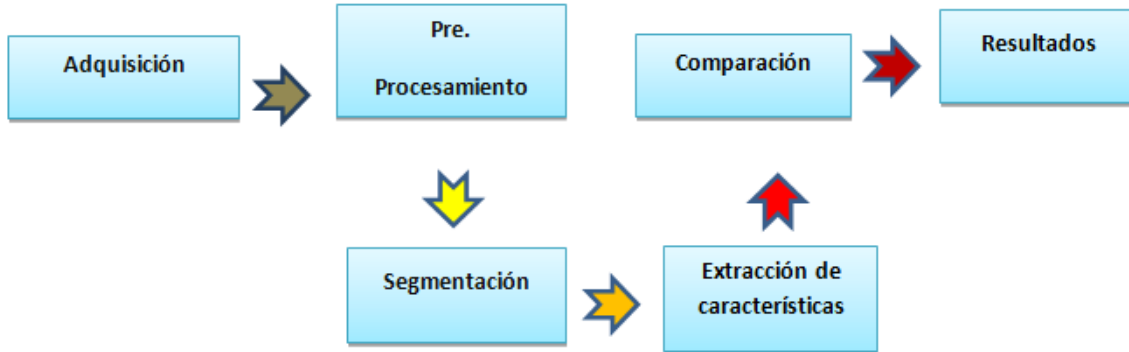 Adquisición
Pre.
Procesamiento
Segmentación
Extracción de
características
Comparación
Resultados